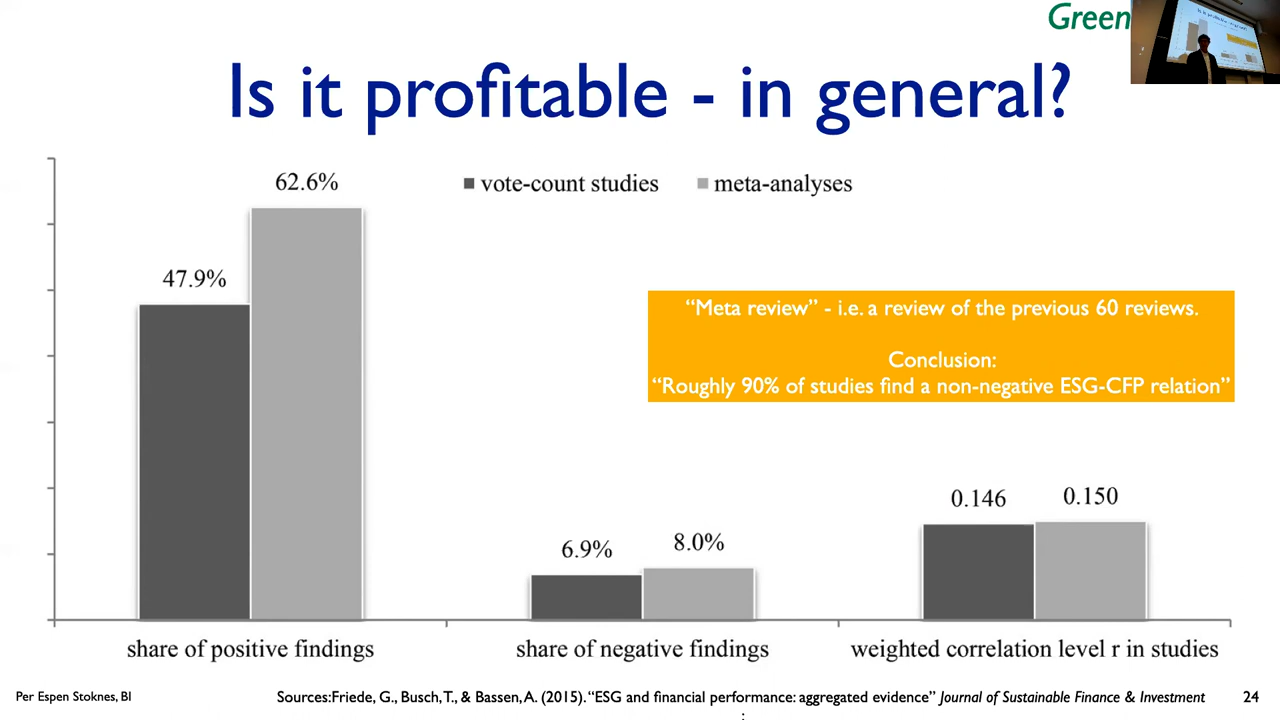 Green
Is it profitable - in general?
vote-count studies
meta-analyses
62.6%
47.9%
“Meta review” - i.e. a review of the previous 60 reviews.
Conclusion:
“Roughly 90% of studies find a non-negative ESG-CFP relation”
6.9%
8.0%
0.146
0.150
share of positive findings
share of negative findings
weighted correlation level r in studies
Per Espen Stoknes, BI
Sources:Friede, G., Busch, T., & Bassen, A. (2015). “ESG and financial performance: aggregated evidence” Journal of Sustainable Finance & Investment
24